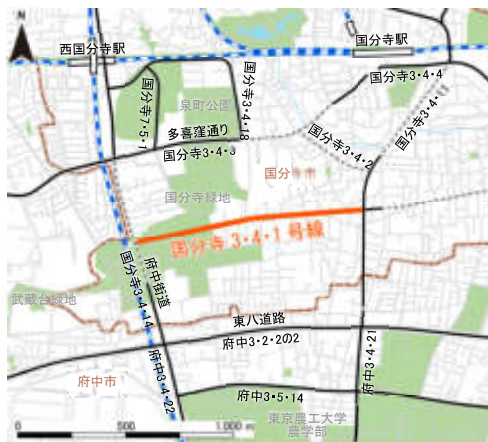 N
西国分寺駅
国分寺駅
国分寺3・4・4
国分寺3・4・11
国分寺7・5・1
泉町公園
国分寺3・4・18
多喜窪通り
国分寺3・4・3
国分寺3・4・2
国分寺緑地
国分寺市
国分寺 3・4・1 号線
武蔵台緑地
国分寺3・4・14
府中街道
東八道路
府中3・2・2の2
府中3・4・21
府中市
府中3・4・22
府中3・5・14
東京農工大学
農学部
0 500 1,000 m